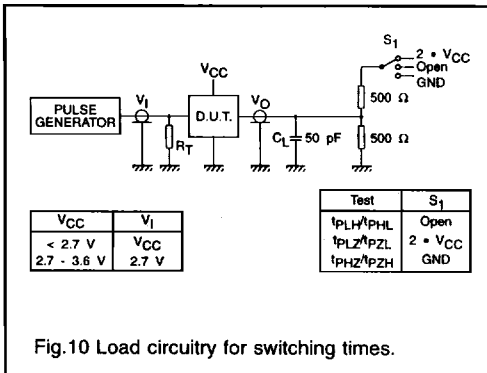 S1
2 • VCC
Open
GND
VCC
500 Ω
PULSE
GENERATOR
VI
D.U.T.
VO
RT
CL
50 pF
500 Ω
VCC VI
< 2.7 V VCC
2.7 - 3.6 V 2.7 V
Test S1
tPLH/tPHL Open
tPLZ/tPZL 2 • VCC
tPHZ/tPZH GND
Fig.10 Load circuitry for switching times.